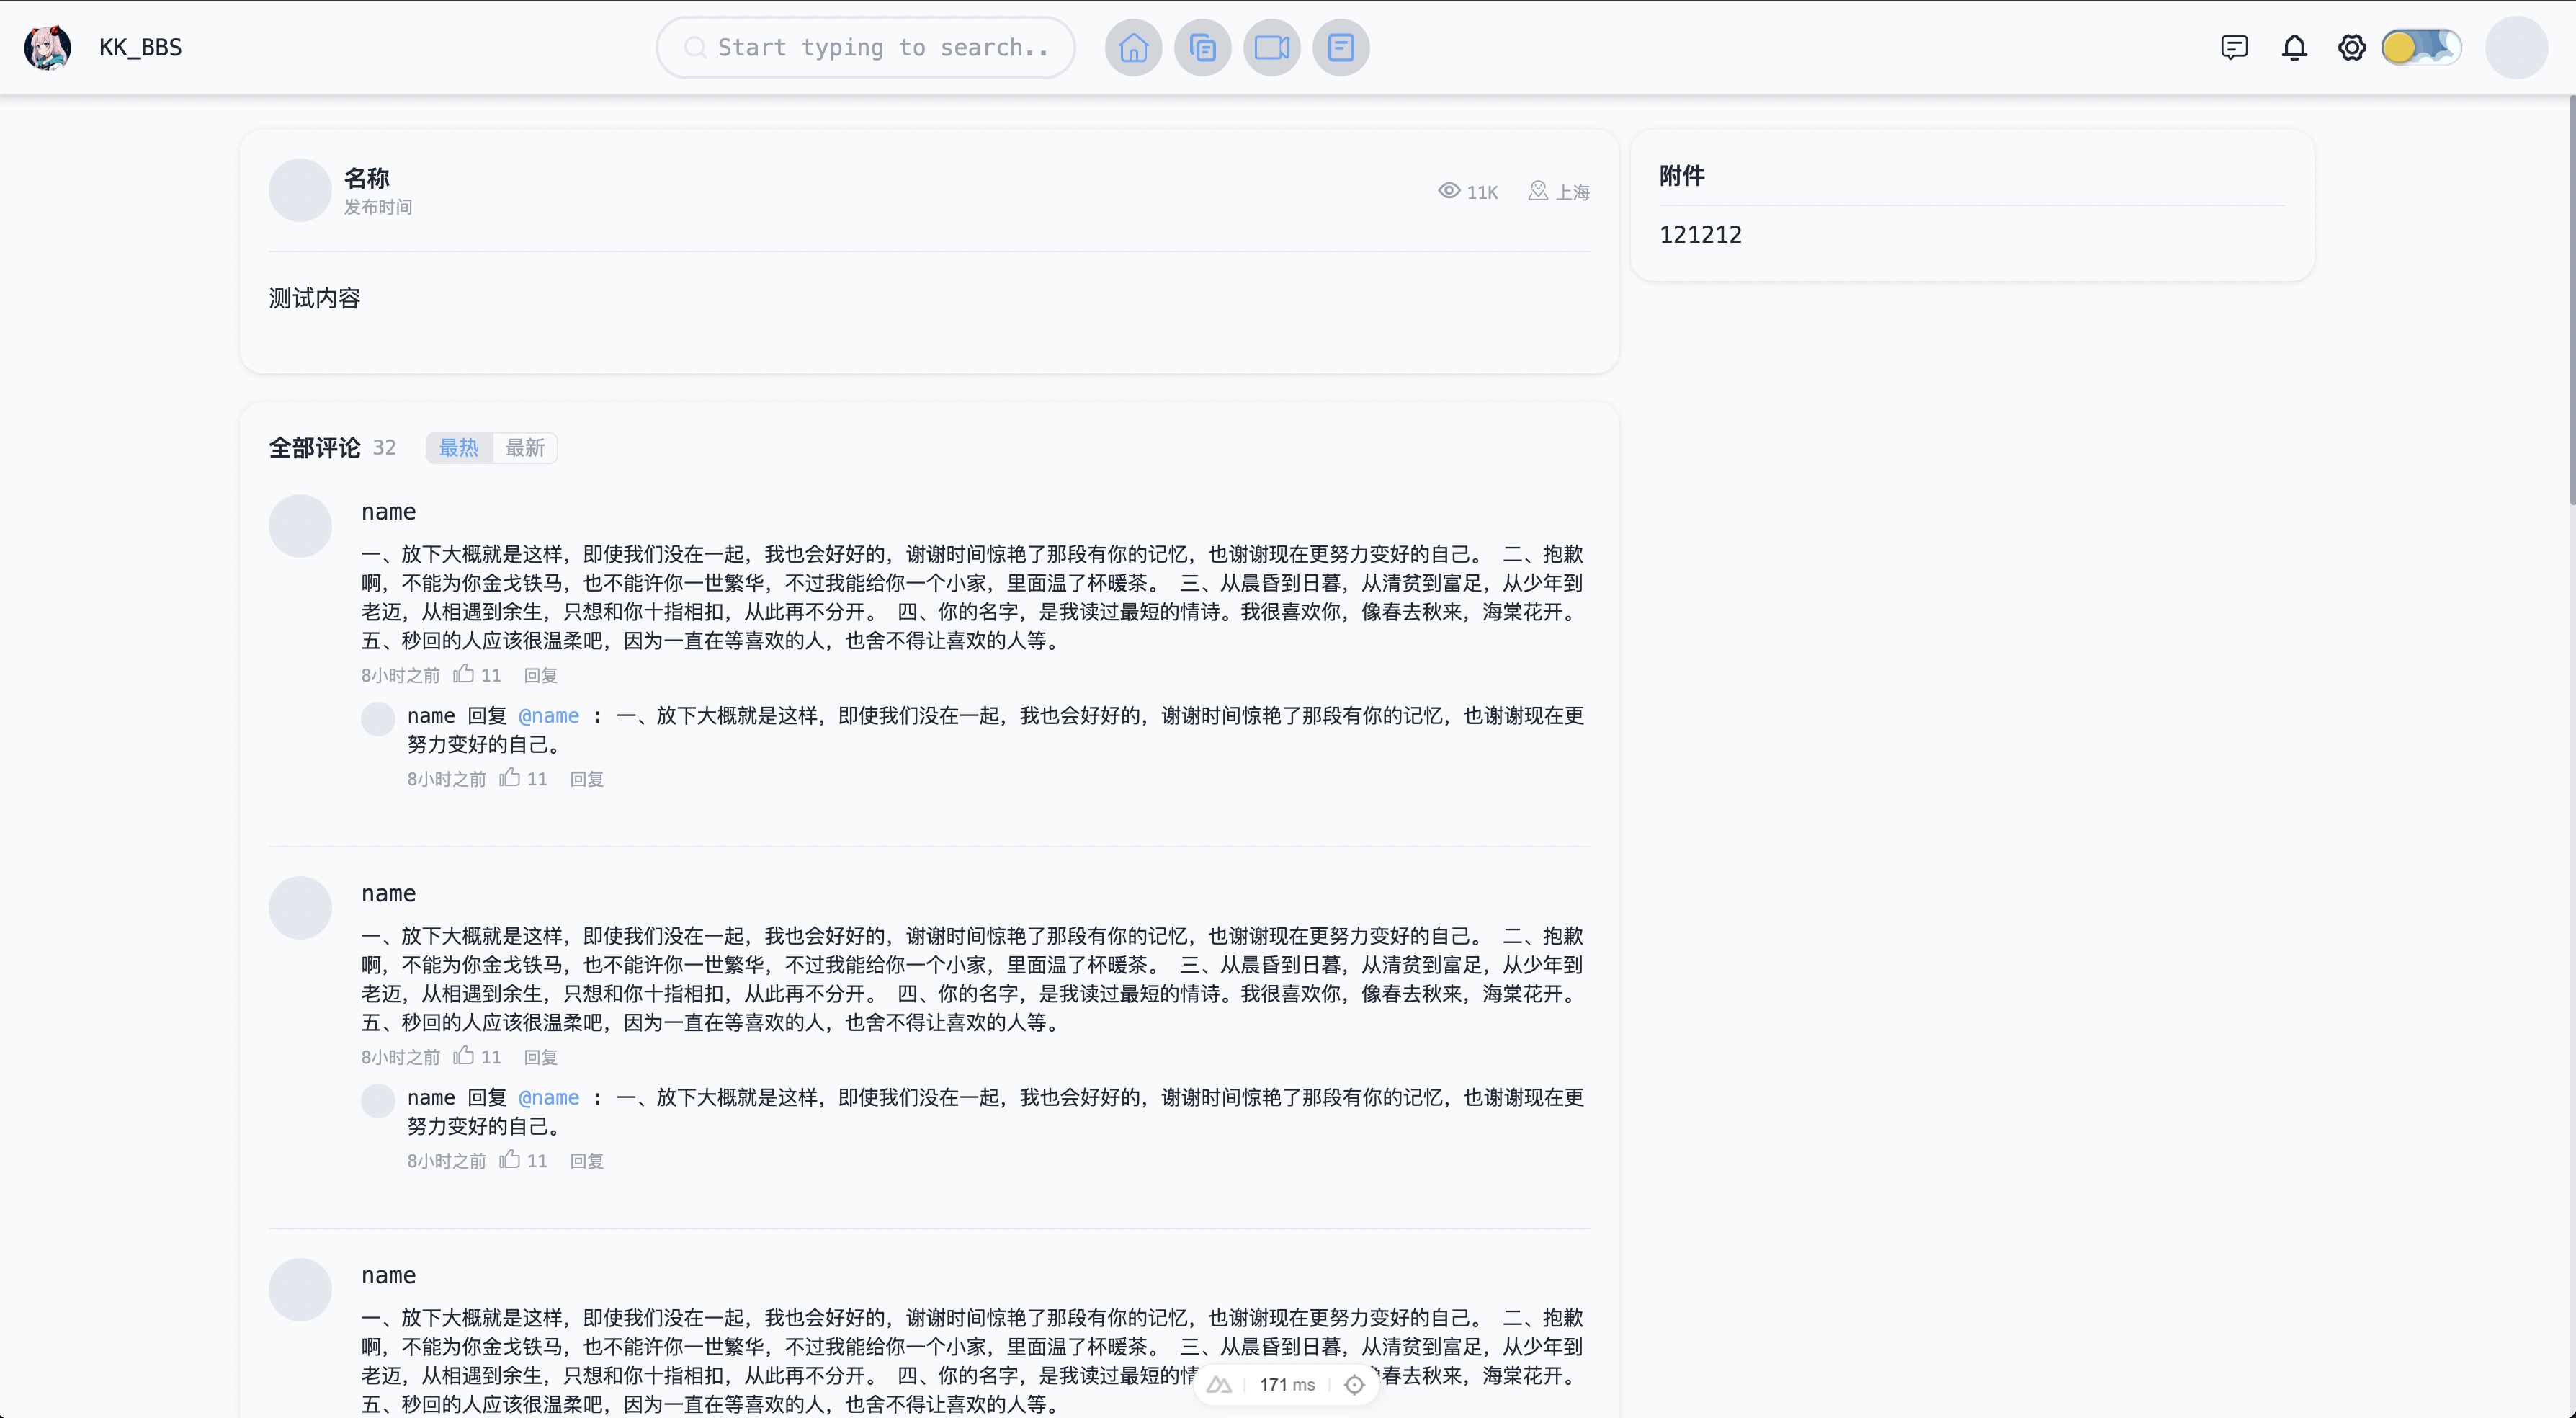 KK_BBS
Start typing to search..
名称
发布时间
11K
上海
测试内容
附件
121212
全部评论 32 最热 最新
name
一、放下大概就是这样，即使我们没在一起，我也会好好的，谢谢时间惊艳了那段有你的记忆，也谢谢现在更努力变好的自己。 二、抱歉
啊，不能为你金戈铁马，也不能许你一世繁华，不过我能给你一个小家，里面温了杯暖茶。 三、从晨昏到日暮，从清贫到富足，从少年到
老迈，从相遇到余生，只想和你十指相扣，从此再不分开。 四、你的名字，是我读过最短的情诗。我很喜欢你，像春去秋来，海棠花开。
五、秒回的人应该很温柔吧，因为一直在等喜欢的人，也舍不得让喜欢的人等。
8小时之前 11 回复
name 回复 @name : 一、放下大概就是这样，即使我们没在一起，我也会好好的，谢谢时间惊艳了那段有你的记忆，也谢谢现在更
努力变好的自己。
8小时之前 11 回复
name
一、放下大概就是这样，即使我们没在一起，我也会好好的，谢谢时间惊艳了那段有你的记忆，也谢谢现在更努力变好的自己。 二、抱歉
啊，不能为你金戈铁马，也不能许你一世繁华，不过我能给你一个小家，里面温了杯暖茶。 三、从晨昏到日暮，从清贫到富足，从少年到
老迈，从相遇到余生，只想和你十指相扣，从此再不分开。 四、你的名字，是我读过最短的情诗。我很喜欢你，像春去秋来，海棠花开。
五、秒回的人应该很温柔吧，因为一直在等喜欢的人，也舍不得让喜欢的人等。
8小时之前 11 回复
name 回复 @name : 一、放下大概就是这样，即使我们没在一起，我也会好好的，谢谢时间惊艳了那段有你的记忆，也谢谢现在更
努力变好的自己。
8小时之前 11 回复
name
一、放下大概就是这样，即使我们没在一起，我也会好好的，谢谢时间惊艳了那段有你的记忆，也谢谢现在更努力变好的自己。 二、抱歉
啊，不能为你金戈铁马，也不能许你一世繁华，不过我能给你一个小家，里面温了杯暖茶。 三、从晨昏到日暮，从清贫到富足，从少年到
老迈，从相遇到余生，只想和你十指相扣，从此再不分开。 四、你的名字，是我读过最短的 春去秋来，海棠花开。
171 ms
五、秒回的人应该很温柔吧，因为一直在等喜欢的人，也舍不得让喜欢的人等。